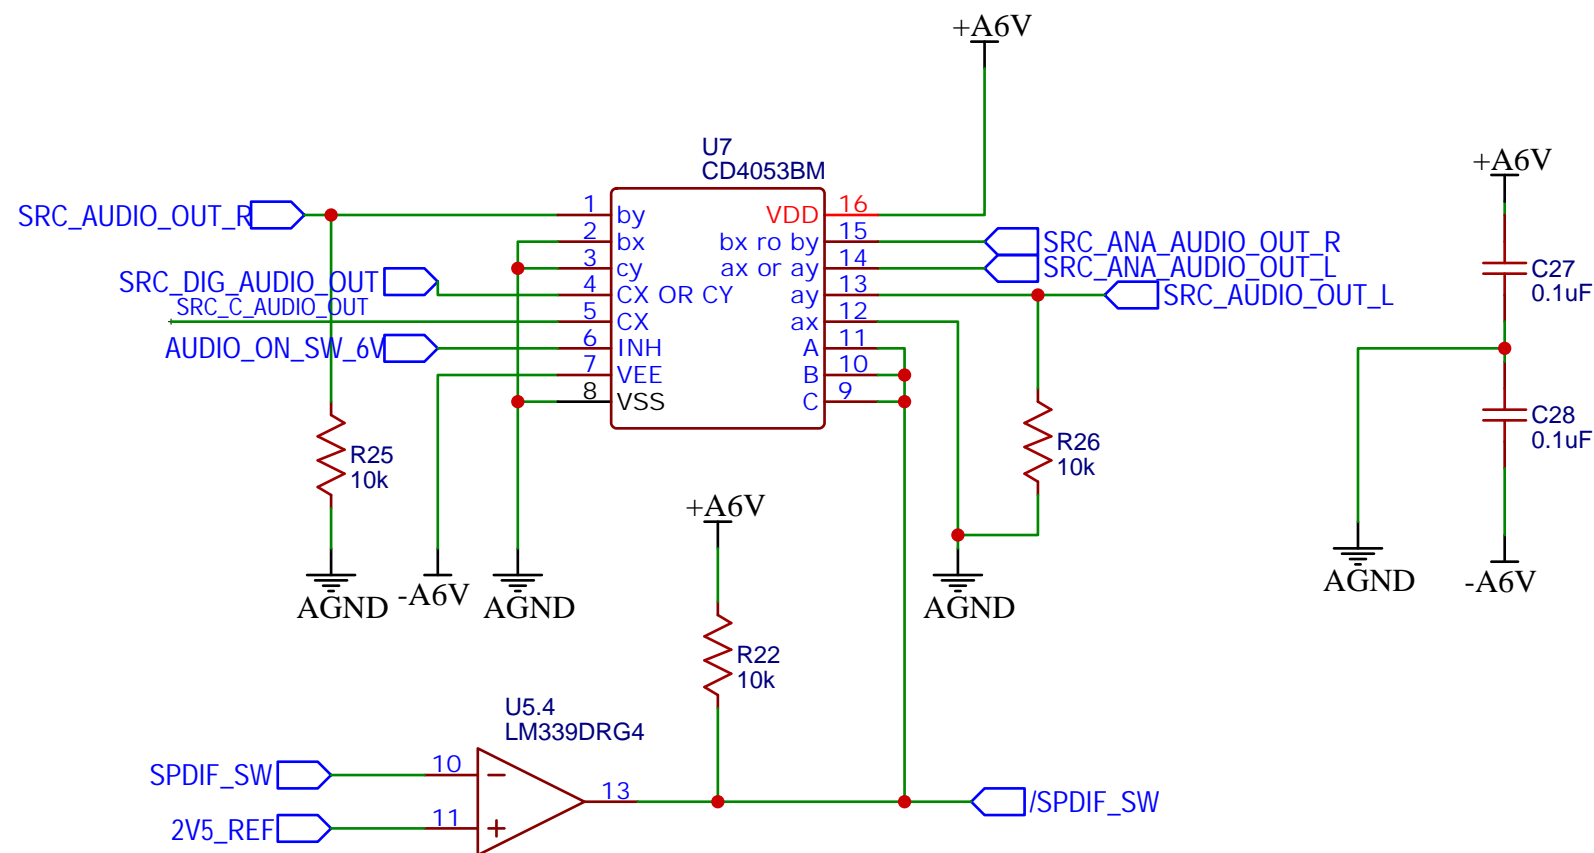 +A6V
U7
CD4053BM
+A6V
1
by
VDD
16
SRC_AUDIO_OUT_R
2
bx
bx ro by
15
SRC_ANA_AUDIO_OUT_R
3
cy
ax or ay
14
SRC_ANA_AUDIO_OUT_L
SRC_DIG_AUDIO_OUT
4
CX OR CY
ay
13
SRC_AUDIO_OUT_L
C27
0.1uF
SRC_C_AUDIO_OUT
5
CX
ax
12
AUDIO_ON_SW_6V
6
INH
A
11
7
VEE
B
10
8
VSS
C
9
C28
0.1uF
R25
10k
R26
10k
+A6V
AGND
-A6V
AGND
AGND
AGND
-A6V
R22
10k
U5.4
LM339DRG4
SPDIF_SW
10
13
/SPDIF_SW
2V5_REF
11